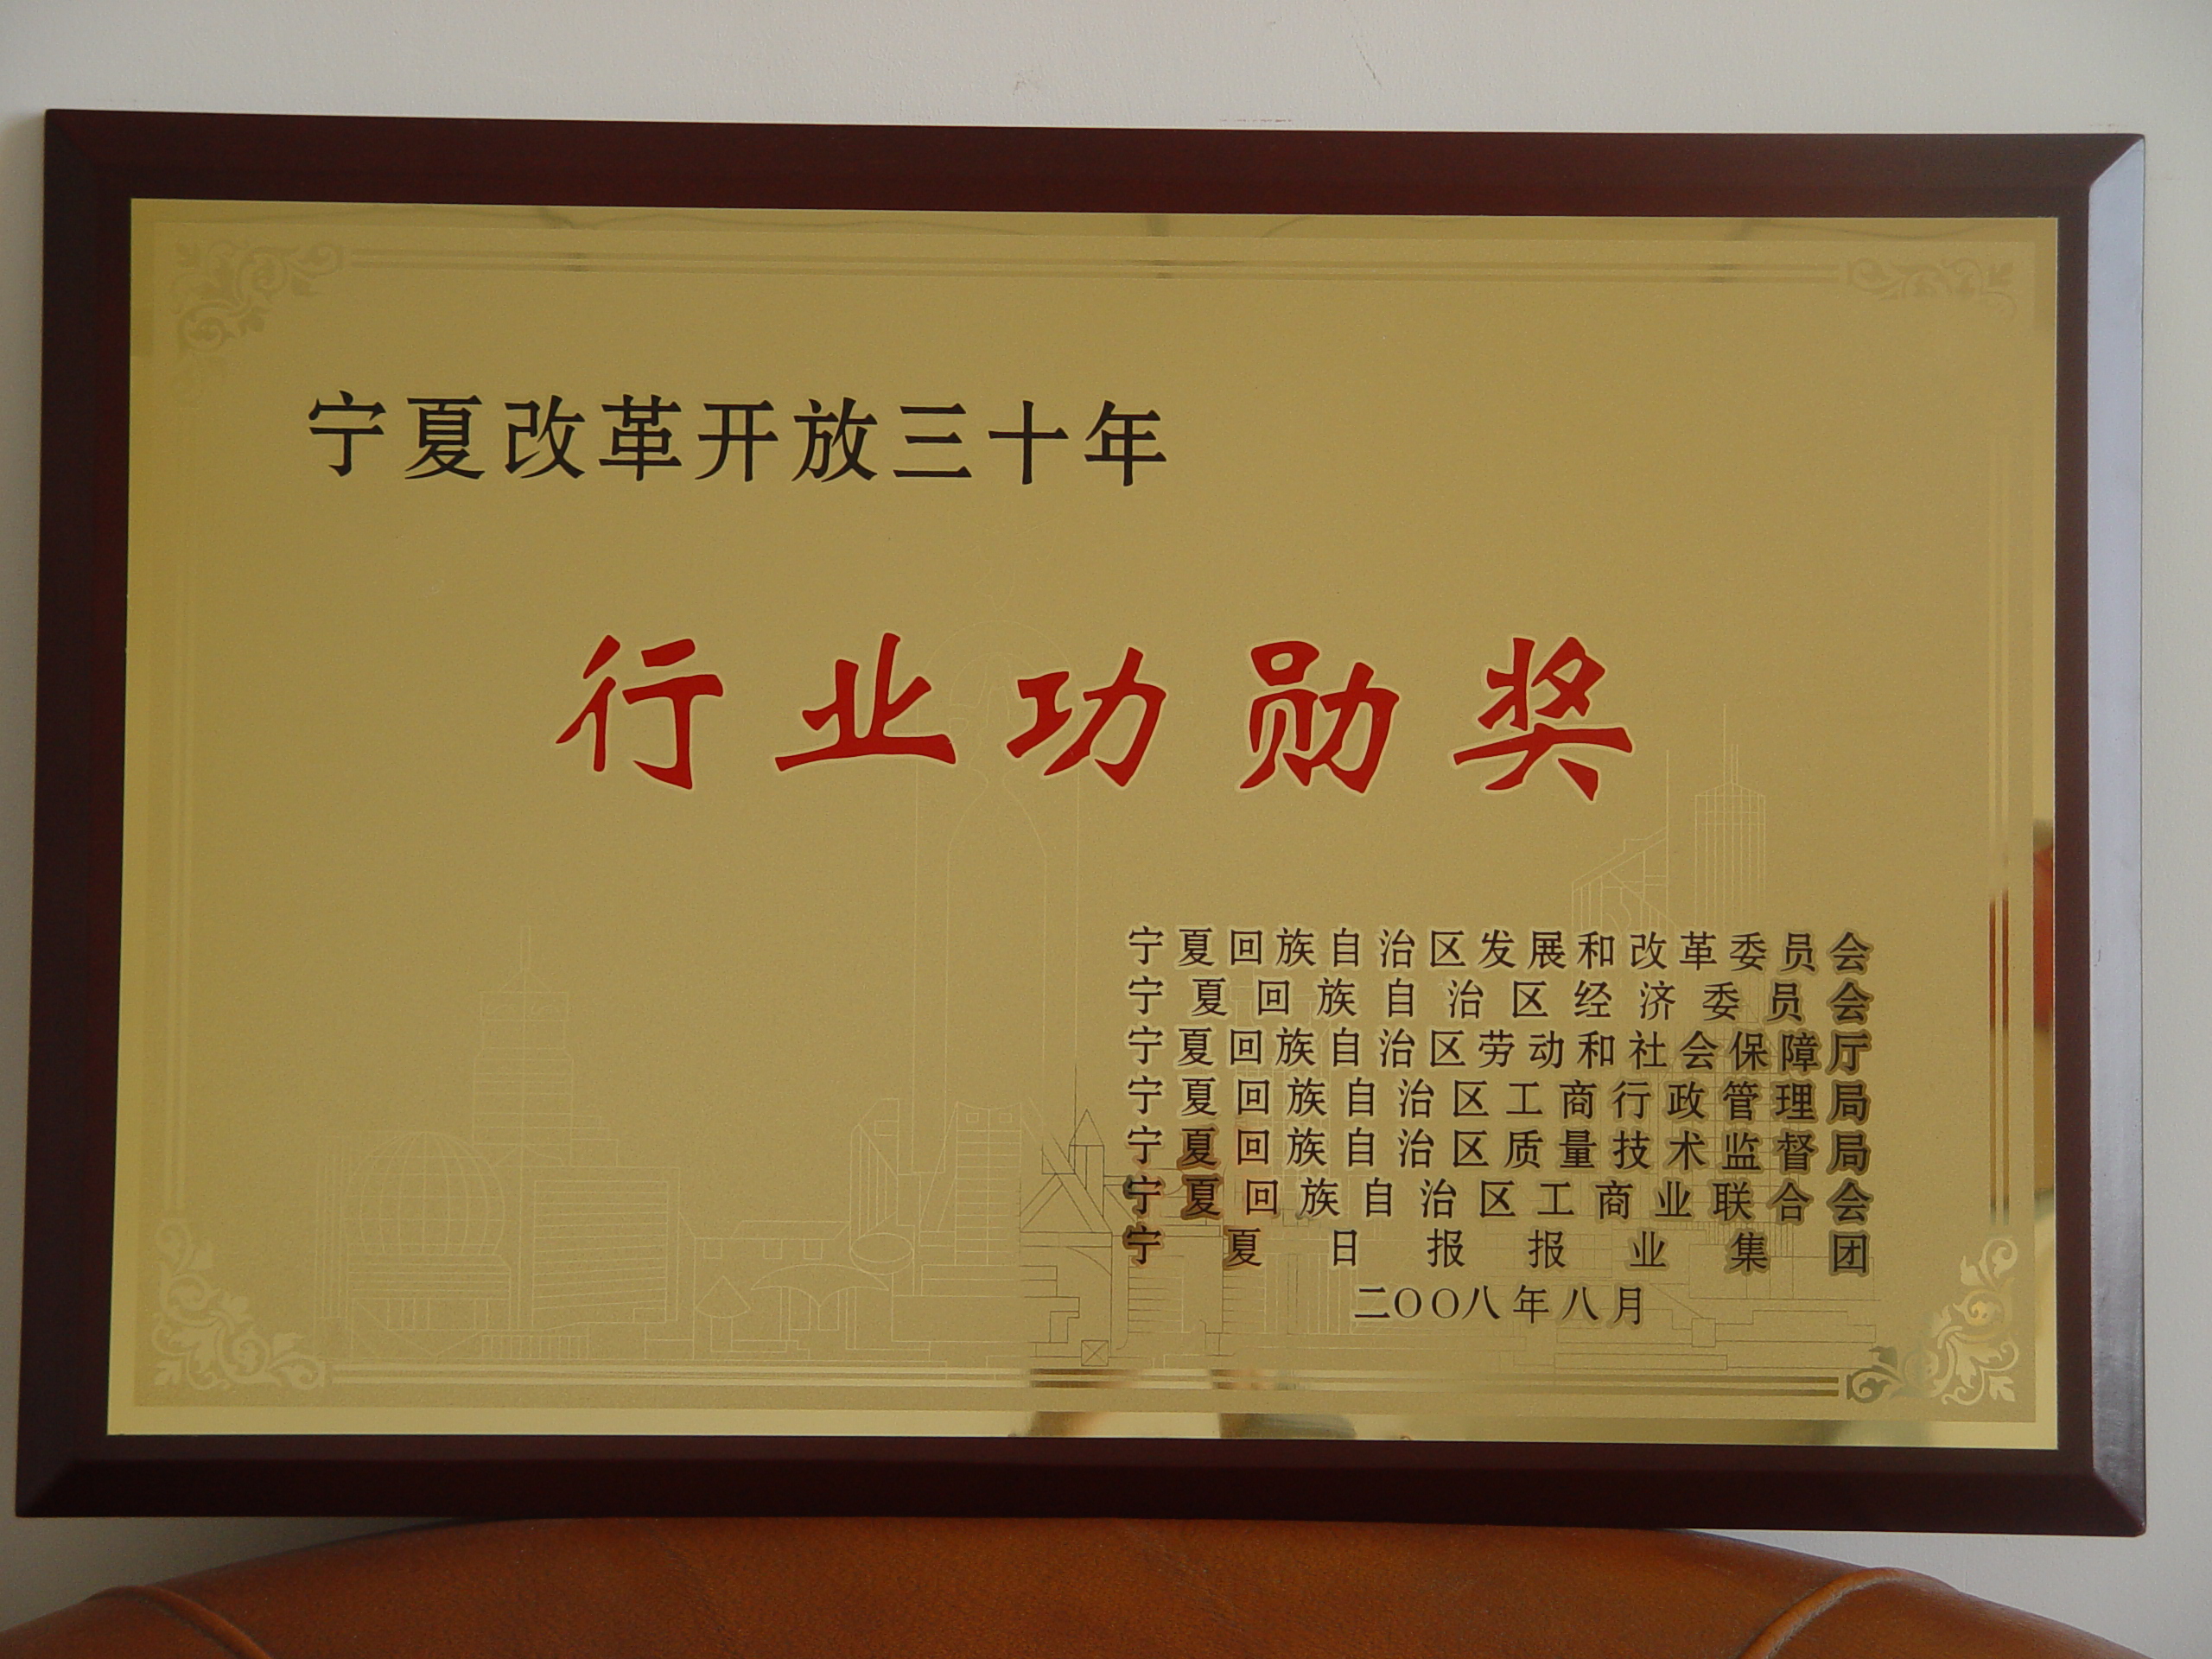 宁夏改革开放三十年
行业功勋奖
宁夏回族自治区发展和改革委员会
宁夏回族自治区经济委员会
宁夏回族自治区劳动和社会保障厅
宁夏回族自治区工商行政管理局
宁夏回族自治区质量技术监督局
宁夏回族自治区工商业联合会
宁夏日报报业集团
二〇〇八年八月